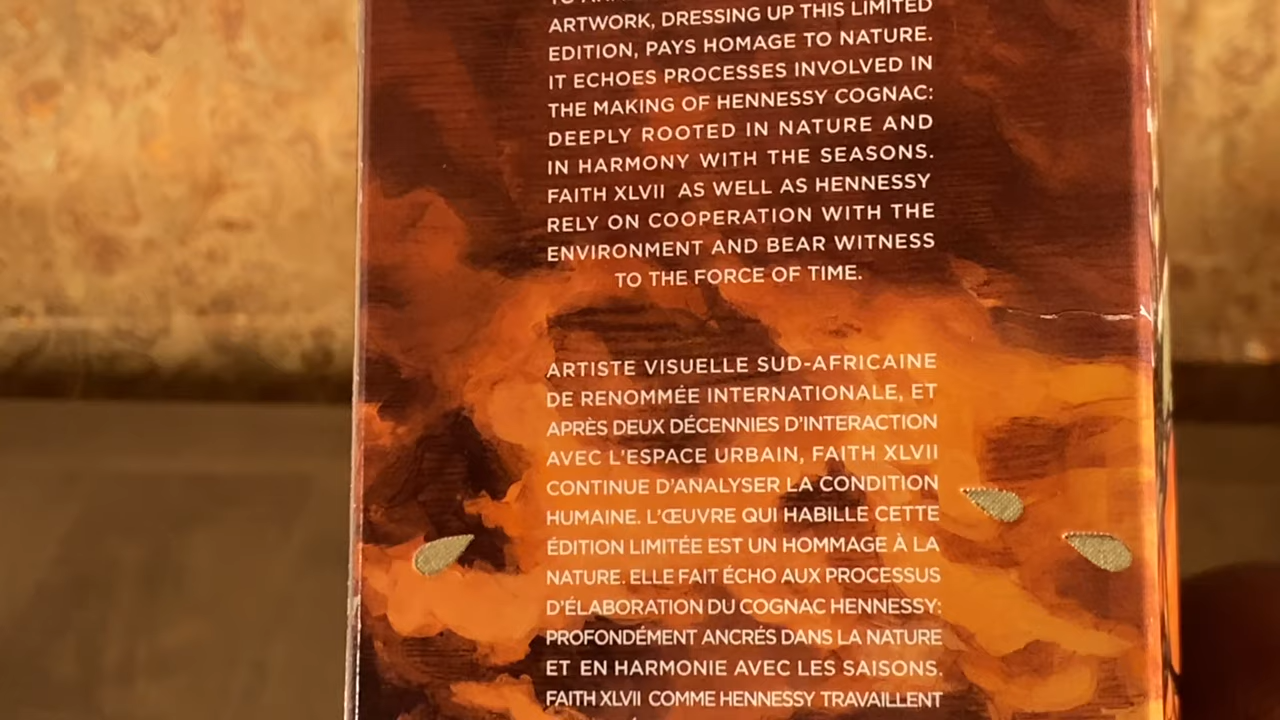 ARTWORK, DRESSING UP THIS LIMITED
EDITION, PAYS HOMAGE TO NATURE.
IT ECHOES PROCESSES INVOLVED IN
THE MAKING OF HENNESSY COGNAC:
DEEPLY ROOTED IN NATURE AND
IN HARMONY WITH THE SEASONS.
FAITH XLVII AS WELL AS HENNESSY
RELY ON COOPERATION WITH THE
ENVIRONMENT AND BEAR WITNESS
TO THE FORCE OF TIME.
ARTISTE VISUELLE SUD-AFRICAINE
DE RENOMMÉE INTERNATIONALE, ET
APRÈS DEUX DÉCENNIES D'INTERACTION
AVEC L'ESPACE URBAIN, FAITH XLVII
CONTINUE D'ANALYSER LA CONDITION
HUMAINE. L'ŒUVRE QUI HABILLE CETTE
ÉDITION LIMITÉE EST UN HOMMAGE À LA
NATURE. ELLE FAIT ÉCHO AUX PROCESSUS
D'ÉLABORATION DU COGNAC HENNESSY:
PROFONDÉMENT ANCRÉS DANS LA NATURE
ET EN HARMONIE AVEC LES SAISONS.
FAITH XLVII COMME HENNESSY TRAVAILLENT